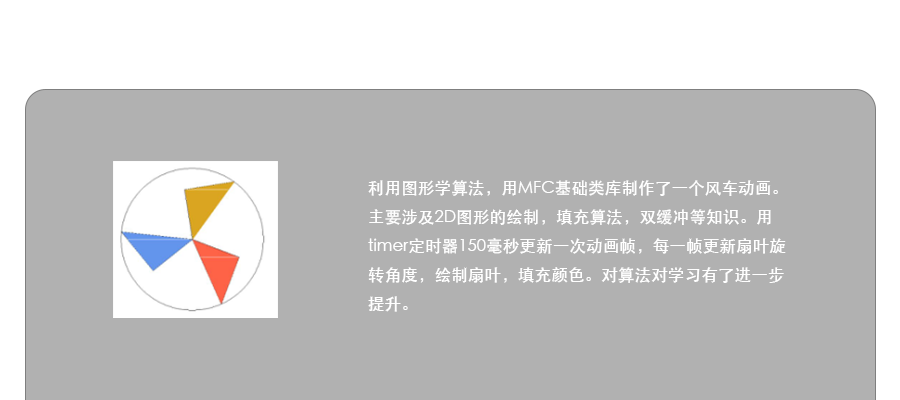 利用图形学算法，用MFC基础类库制作了一个风车动画。
主要涉及2D图形的绘制，填充算法，双缓冲等知识。用
timer定时器150毫秒更新一次动画帧，每一帧更新扇叶旋
转角度，绘制扇叶，填充颜色。对算法对学习有了进一步
提升。